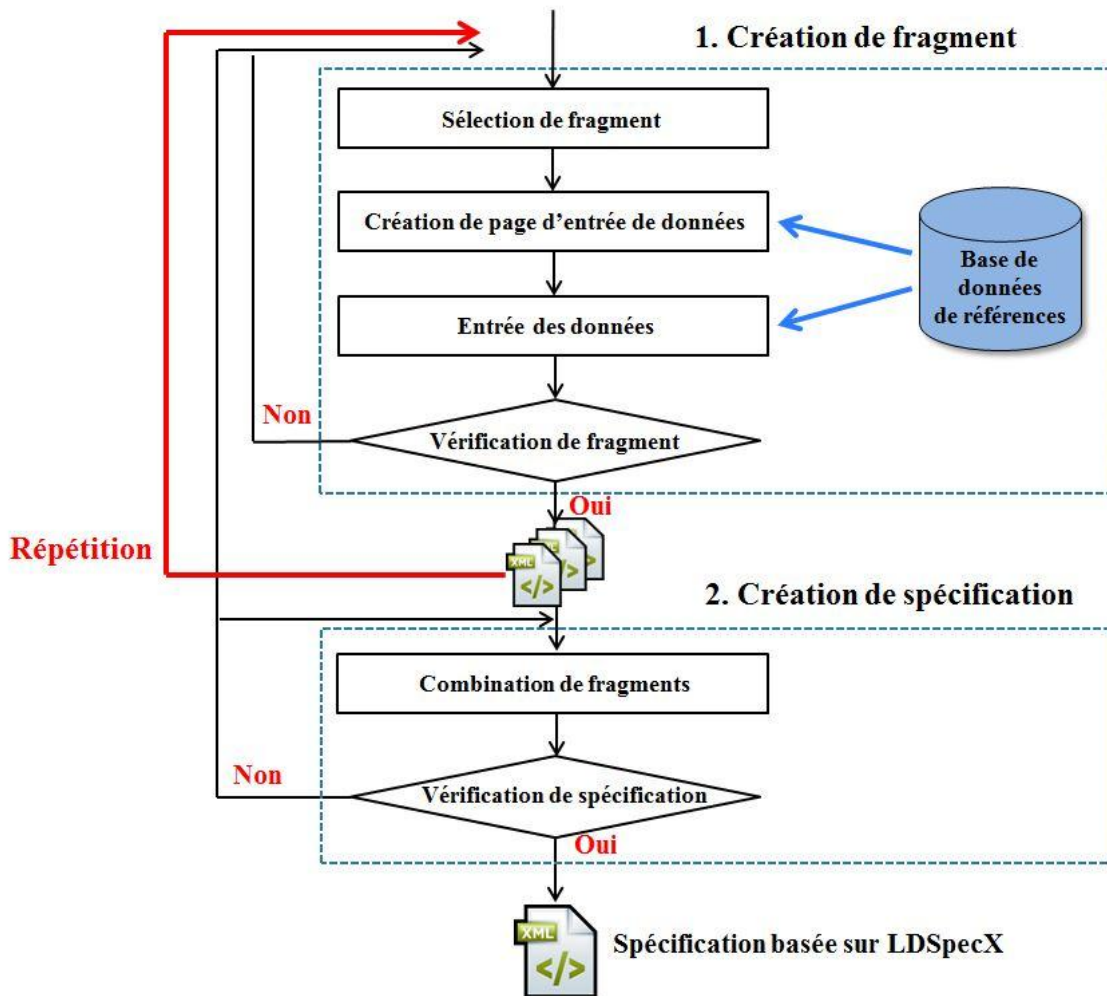 1. Création de fragment
Sélection de fragment
Création de page d'entrée de données
Base de
données
de références
Entrée des données
Non
Vérification de fragment
Oui
XML
XML
</>
</>
Répétition
2. Création de spécification
Combination de fragments
Non
Vérification de spécification
Oui
XML
</>
Spécification basée sur LDSpecX